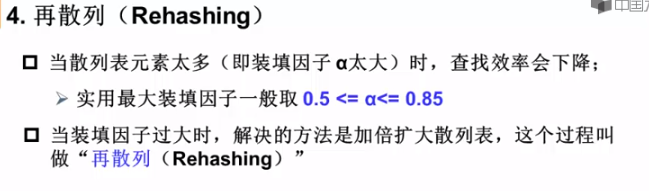 4. 再散列（Rehashing）
当散列表元素太多（即装填因子 α太大）时，查找效率会下降；
实用最大装填因子一般取 0.5 <= α<= 0.85
当装填因子过大时，解决的方法是加倍扩大散列表，这个过程叫
做“再散列（Rehashing）”